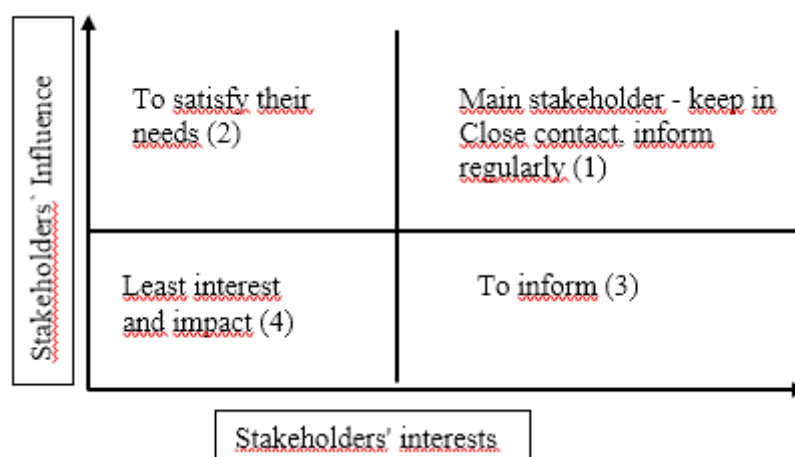 Stakeholders` Influence
To satisfy their
needs (2)
Main stakeholder - keep in
Close contact, inform
regularly (1)
Least interest
and impact (4)
To inform (3)
Stakeholders' interests